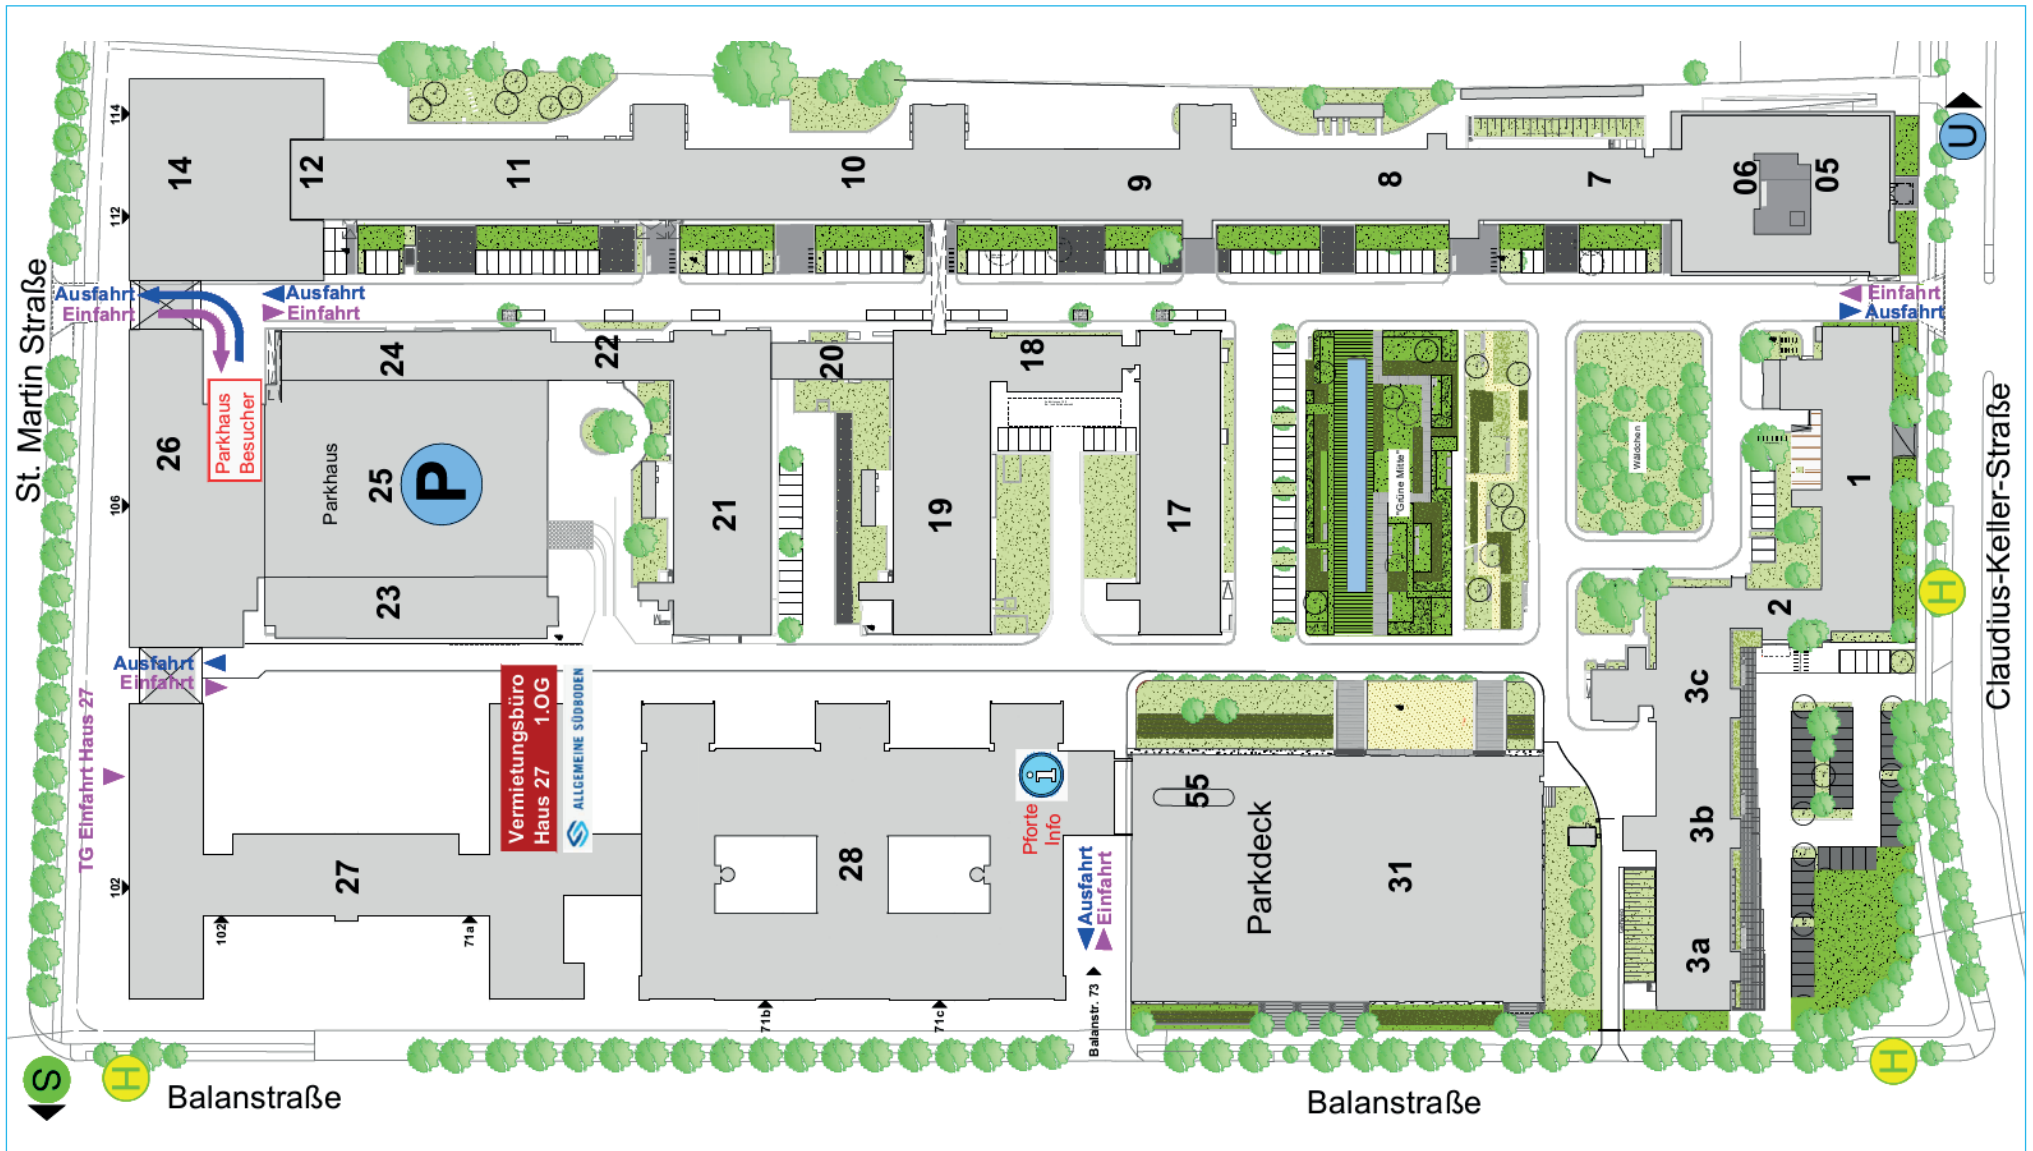 114
14
12
11
10
9
8
7
06
05
U
112
St. Martin Straße
Ausfahrt
Einfahrt
Ausfahrt
Einfahrt
Einfahrt
Ausfahrt
24
22
20
18
Parkhaus
Besucher
26
Parkhaus
25
P
21
19
17
"Grüne Mitte"
Wäldchen
1
Claudius-Keller-Straße
106
23
2
H
Ausfahrt
Einfahrt
TG Einfahrt Haus 27
Vermietungsbüro
Haus 27 1.OG
ALLGEMEINE SÜDBODEN
3c
i
Pforte
Info
55
Parkdeck
31
3b
3a
102
27
28
Ausfahrt
Einfahrt
102
71a
71b
71c
Balanstr. 73
S
H
Balanstraße
Balanstraße
H